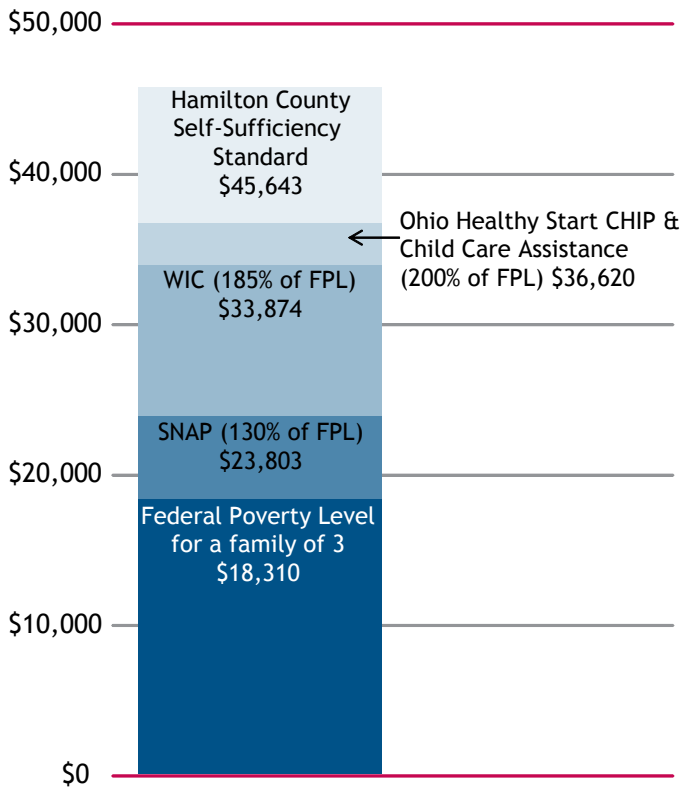 $50,000
Hamilton County
Self-Sufficiency
Standard
$45,643
$40,000
Ohio Healthy Start CHIP &
Child Care Assistance
(200% of FPL) $36,620
WIC (185% of FPL)
$33,874
$30,000
SNAP (130% of FPL)
$23,803
$20,000
Federal Poverty Level
for a family of 3
$18,310
$10,000
$0